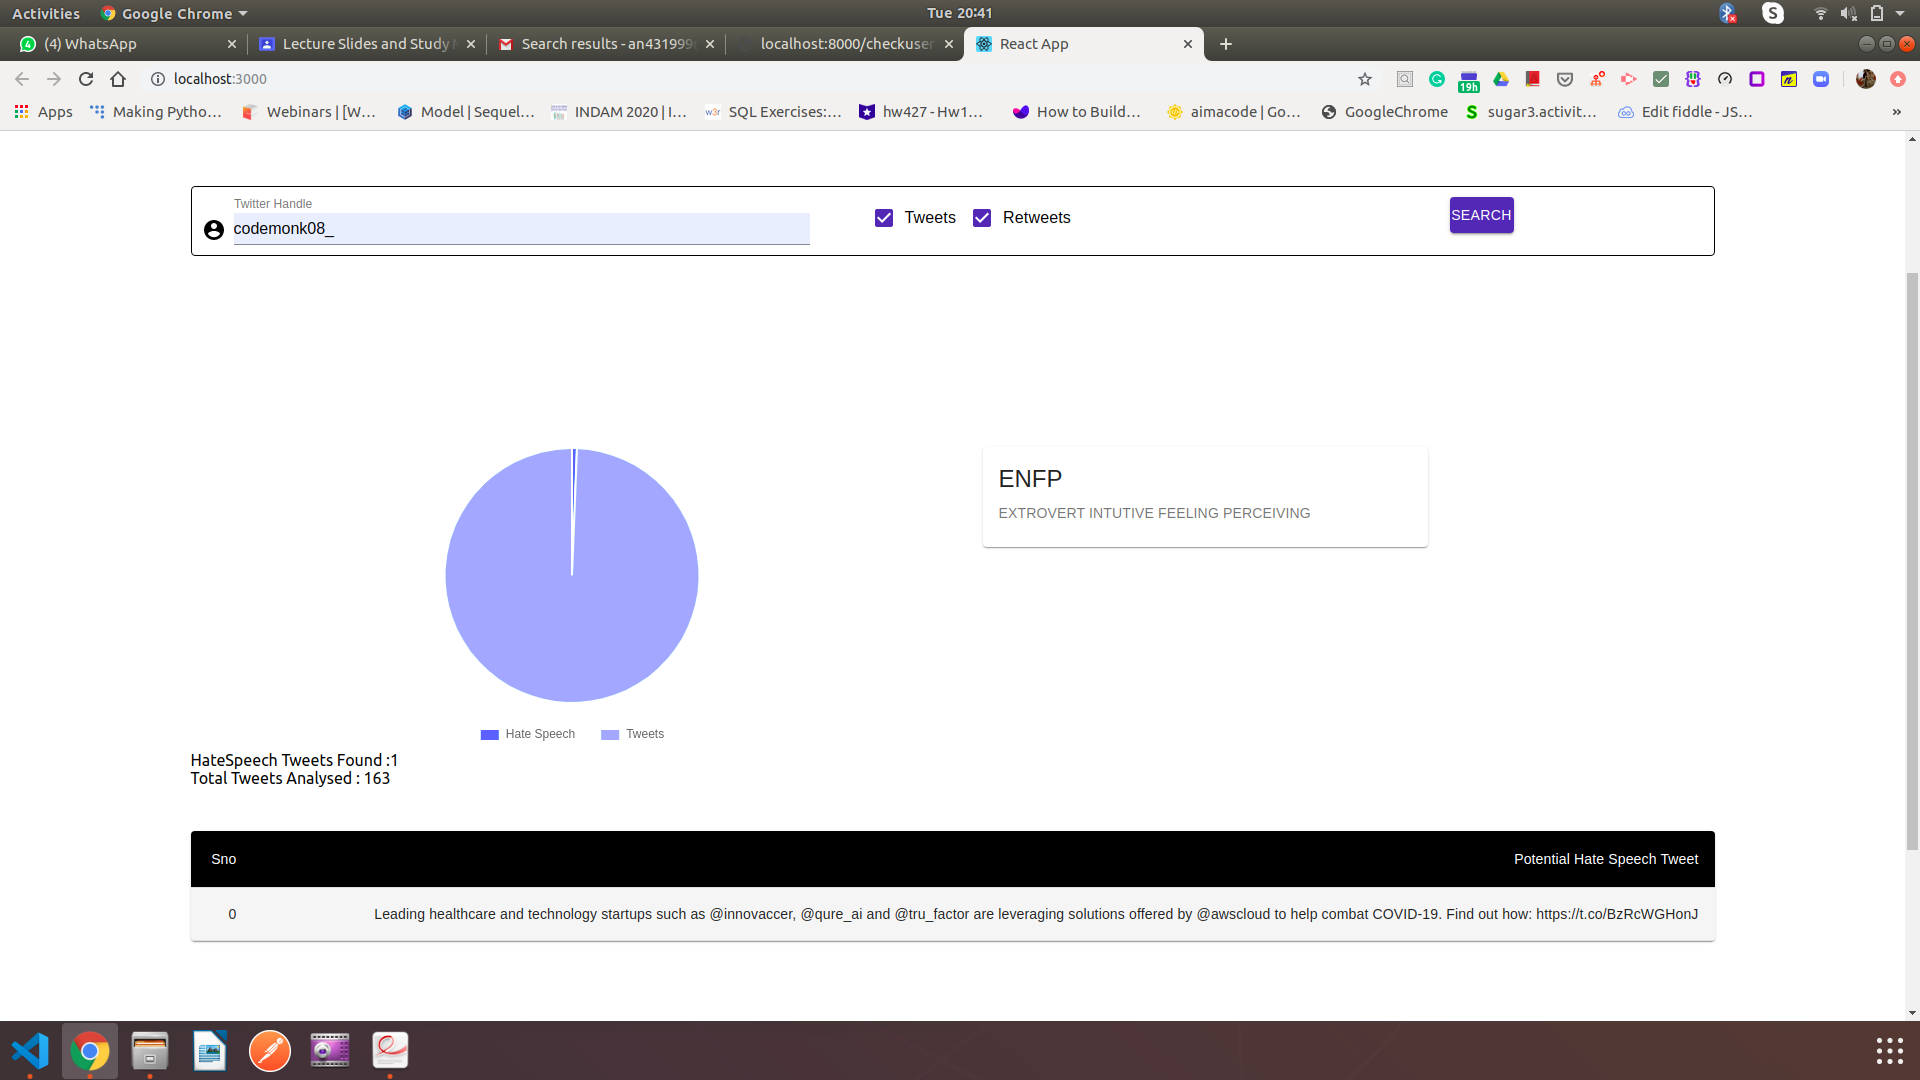 Activities Google Chrome Tue 20:41
(4) WhatsApp Lecture Slides and Study Search results - an431999 localhost:8000/checkuser React App
localhost:3000 19h
Apps Making Pytho... Webinars | [W... Model | Sequel... INDAM 2020 | I... SQL Exercises:... hw427 - Hw1... How to Build... aimacode | Go... GoogleChrome sugar3.activit... Edit fiddle - JS... »
Twitter Handle
codemonk08_
Tweets Retweets SEARCH
ENFP
EXTROVERT INTUTIVE FEELING PERCEIVING
Hate Speech Tweets
HateSpeech Tweets Found :1
Total Tweets Analysed : 163
Sno Potential Hate Speech Tweet
0 Leading healthcare and technology startups such as @innovaccer, @qure_ai and @tru_factor are leveraging solutions offered by @awscloud to help combat COVID-19. Find out how: https://t.co/BzRcWGHonJ